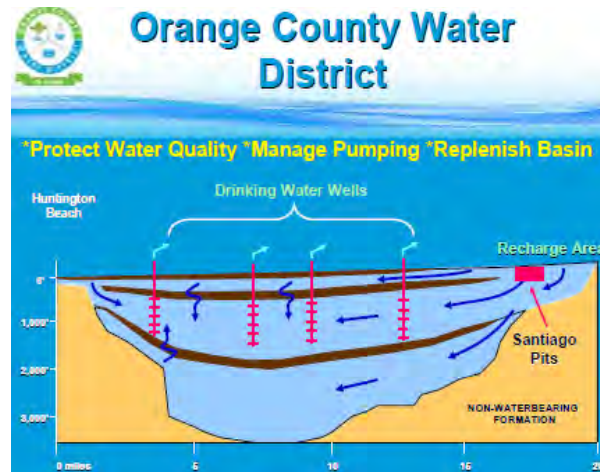 Orange County Water
District
*Protect Water Quality *Manage Pumping *Replenish Basin
Huntington
Beach
Drinking Water Wells
Recharge Area
0'
1,000'
2,000'
3,000'
Santiago
Pits
NON-WATERBEARING
FORMATION
0 miles 5 10 15 20